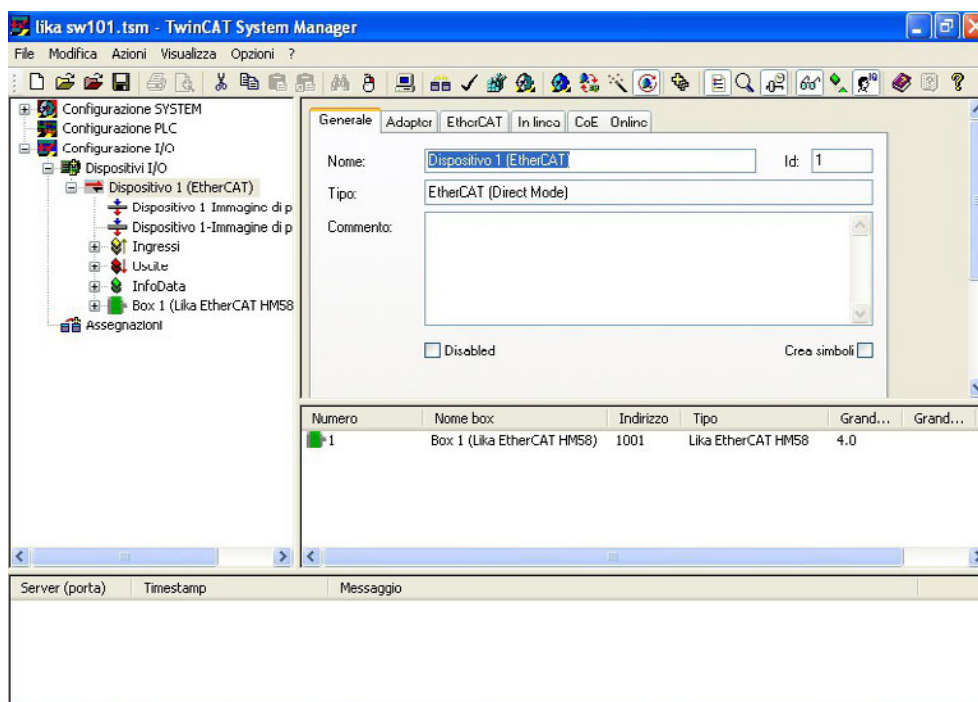 lika sw101.tsm - TwinCAT System Manager
File Modifica Azioni Visualizza Opzioni ?
Configurazione SYSTEM
Configurazione PLC
Configurazione I/O
Dispositivi I/O
Dispositivo 1 (EtherCAT)
Dispositivo 1-Immagine di p
Dispositivo 1-Immagine di p
Ingressi
Uscite
InfoData
Box 1 (Lika EtherCAT HM58
Assegnazioni
Generale Adapter EtherCAT In linea CoE Online
Nome: Dispositivo 1 (EtherCAT) Id: 1
Tipo: EtherCAT (Direct Mode)
Commento:
Disabled Crea simboli
Numero Nome box Indirizzo Tipo Grand... Grand...
1 Box 1 (Lika EtherCAT HM58) 1001 Lika EtherCAT HM58 4.0
Server (porta) Timestamp Messaggio